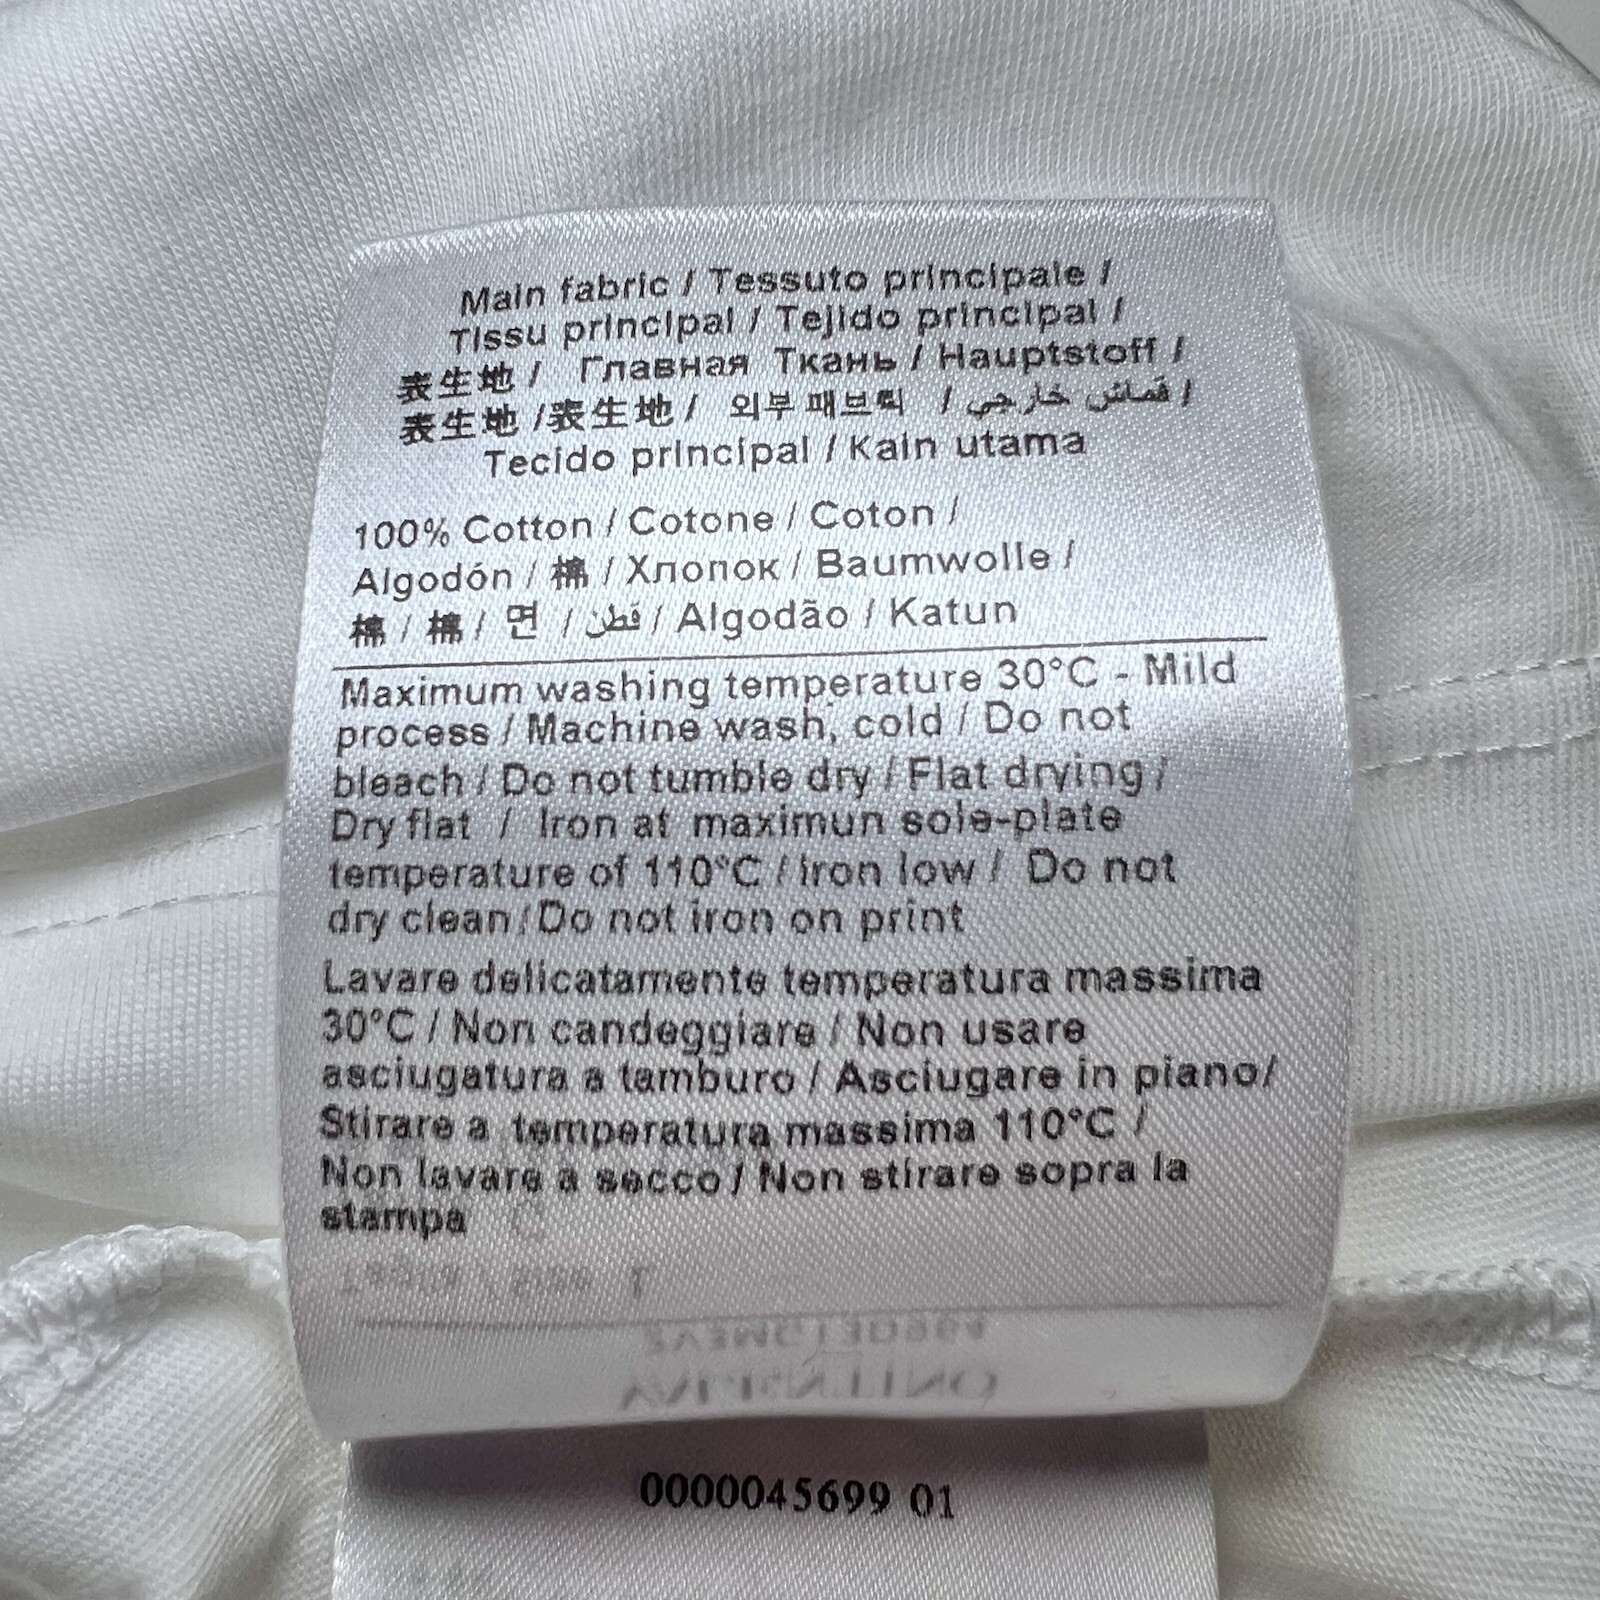 Main fabric / Tessuto principale /
Tissu principal / Tejido principal /
表生地 / Главная Ткань / Hauptstoff /
表生地 /表生地 / 외부 패브릭 / قماش خارجي /
Tecido principal / Kain utama
100% Cotton / Cotone / Coton /
Algodón / 棉 / Хлопок / Baumwolle /
棉 / 棉 / 면 / قطن / Algodão / Katun
Maximum washing temperature 30°C - Mild
process / Machine wash, cold / Do not
bleach / Do not tumble dry / Flat drying /
Dry flat / Iron at maximun sole-plate
temperature of 110°C / Iron low / Do not
dry clean / Do not iron on print
Lavare delicatamente temperatura massima
30°C / Non candeggiare / Non usare
asciugatura a tamburo / Asciugare in piano/
Stirare a temperatura massima 110°C /
Non lavare a secco / Non stirare sopra la
stampa
0000045699 01